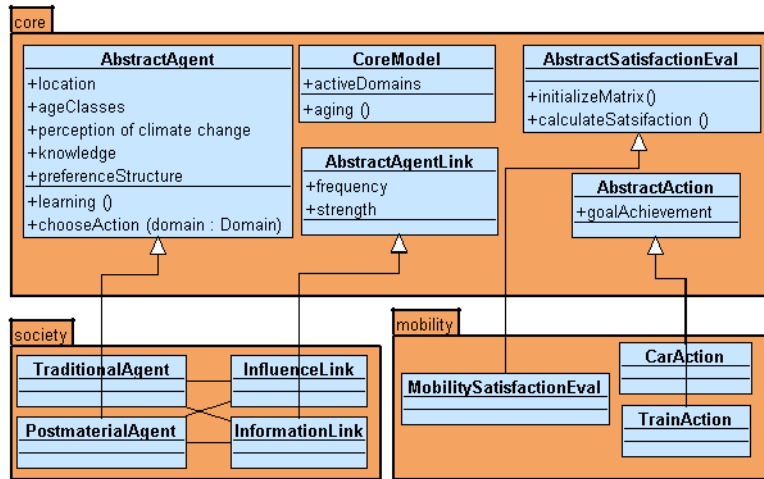 core
AbstractAgent
+location
+ageClasses
+perception of climate change
+knowledge
+preferenceStructure
+learning ()
+chooseAction (domain : Domain)
CoreModel
+activeDomains
+aging ()
AbstractSatisfactionEval
+initializeMatrix()
+calculateSatsifaction ()
AbstractAgentLink
+frequency
+strength
AbstractAction
+goalAchievement
society
TraditionalAgent
InfluenceLink
PostmaterialAgent
InformationLink
mobility
MobilitySatisfactionEval
CarAction
TrainAction